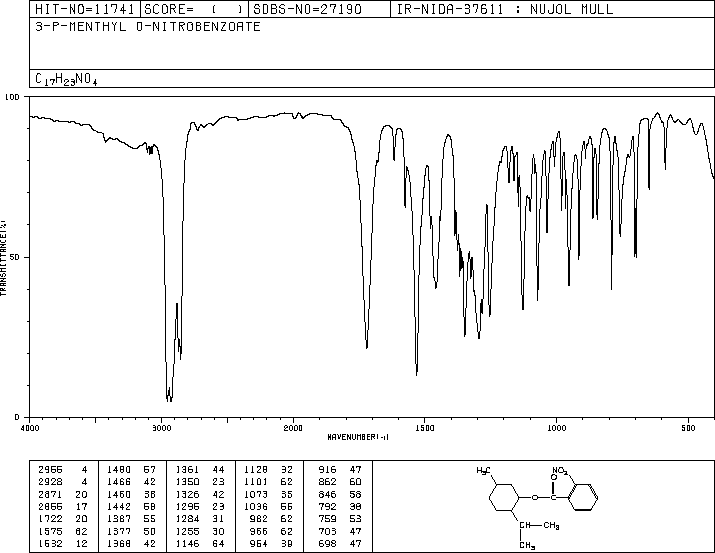 HIT-NO=11741 SCORE= ( ) SDBS-NO=27190 IR-NIDA-37611 : NUJOL MULL
3-P-MENTHYL O-NITROBENZOATE
C17H23NO4
100
50
0
TRANSMITTANCE(%)
4000 3000 2000 1500 1000 500
WAVENUMBER(-1)
2956 4 1480 67 1361 44 1128 32 916 47
2928 4 1466 42 1350 23 1101 62 862 60
2871 20 1460 38 1326 42 1073 35 846 58
2855 17 1442 58 1296 23 1036 55 792 38
1722 20 1387 55 1284 31 982 62 759 53
1575 62 1377 50 1255 30 966 62 703 47
1532 12 1368 42 1146 64 954 39 698 47
H3C
O
NO2
O
C
CH
CH3
CH3